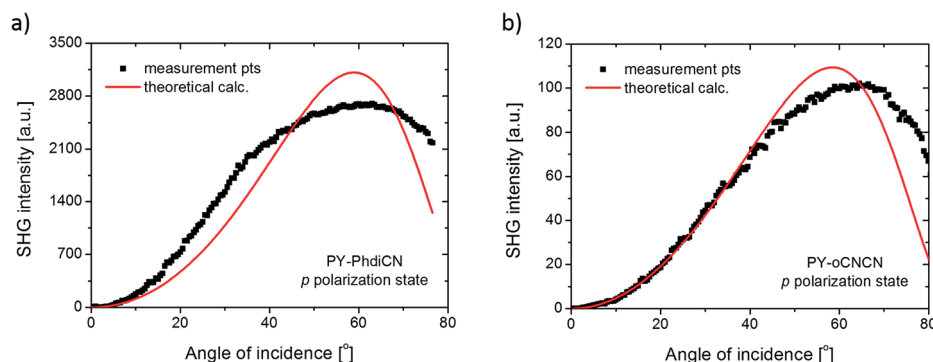 a)
3500
2800
2100
1400
700
0
0
20
40
60
80
SHG intensity [a.u.]
Angle of incidence [°]
measurement pts
theoretical calc.
PY-PhdiCN
p polarization state
b)
120
100
80
60
40
20
0
0
20
40
60
80
SHG intensity [a.u.]
Angle of incidence [°]
measurement pts
theoretical calc.
PY-oCNCN
p polarization state